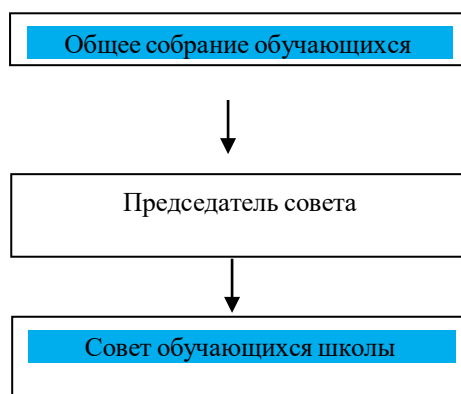 Общее собрание обучающихся
Председатель совета
Совет обучающихся школы